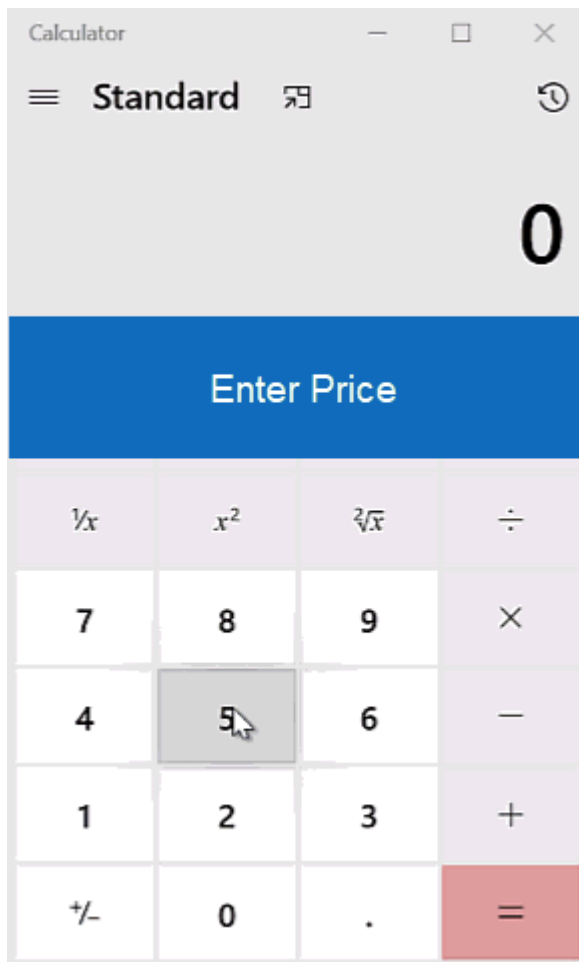 Calculator
Standard
0
Enter Price
¹/x x² ²√x ÷
7 8 9 ×
4 5 6 −
1 2 3 +
+/− 0 . =